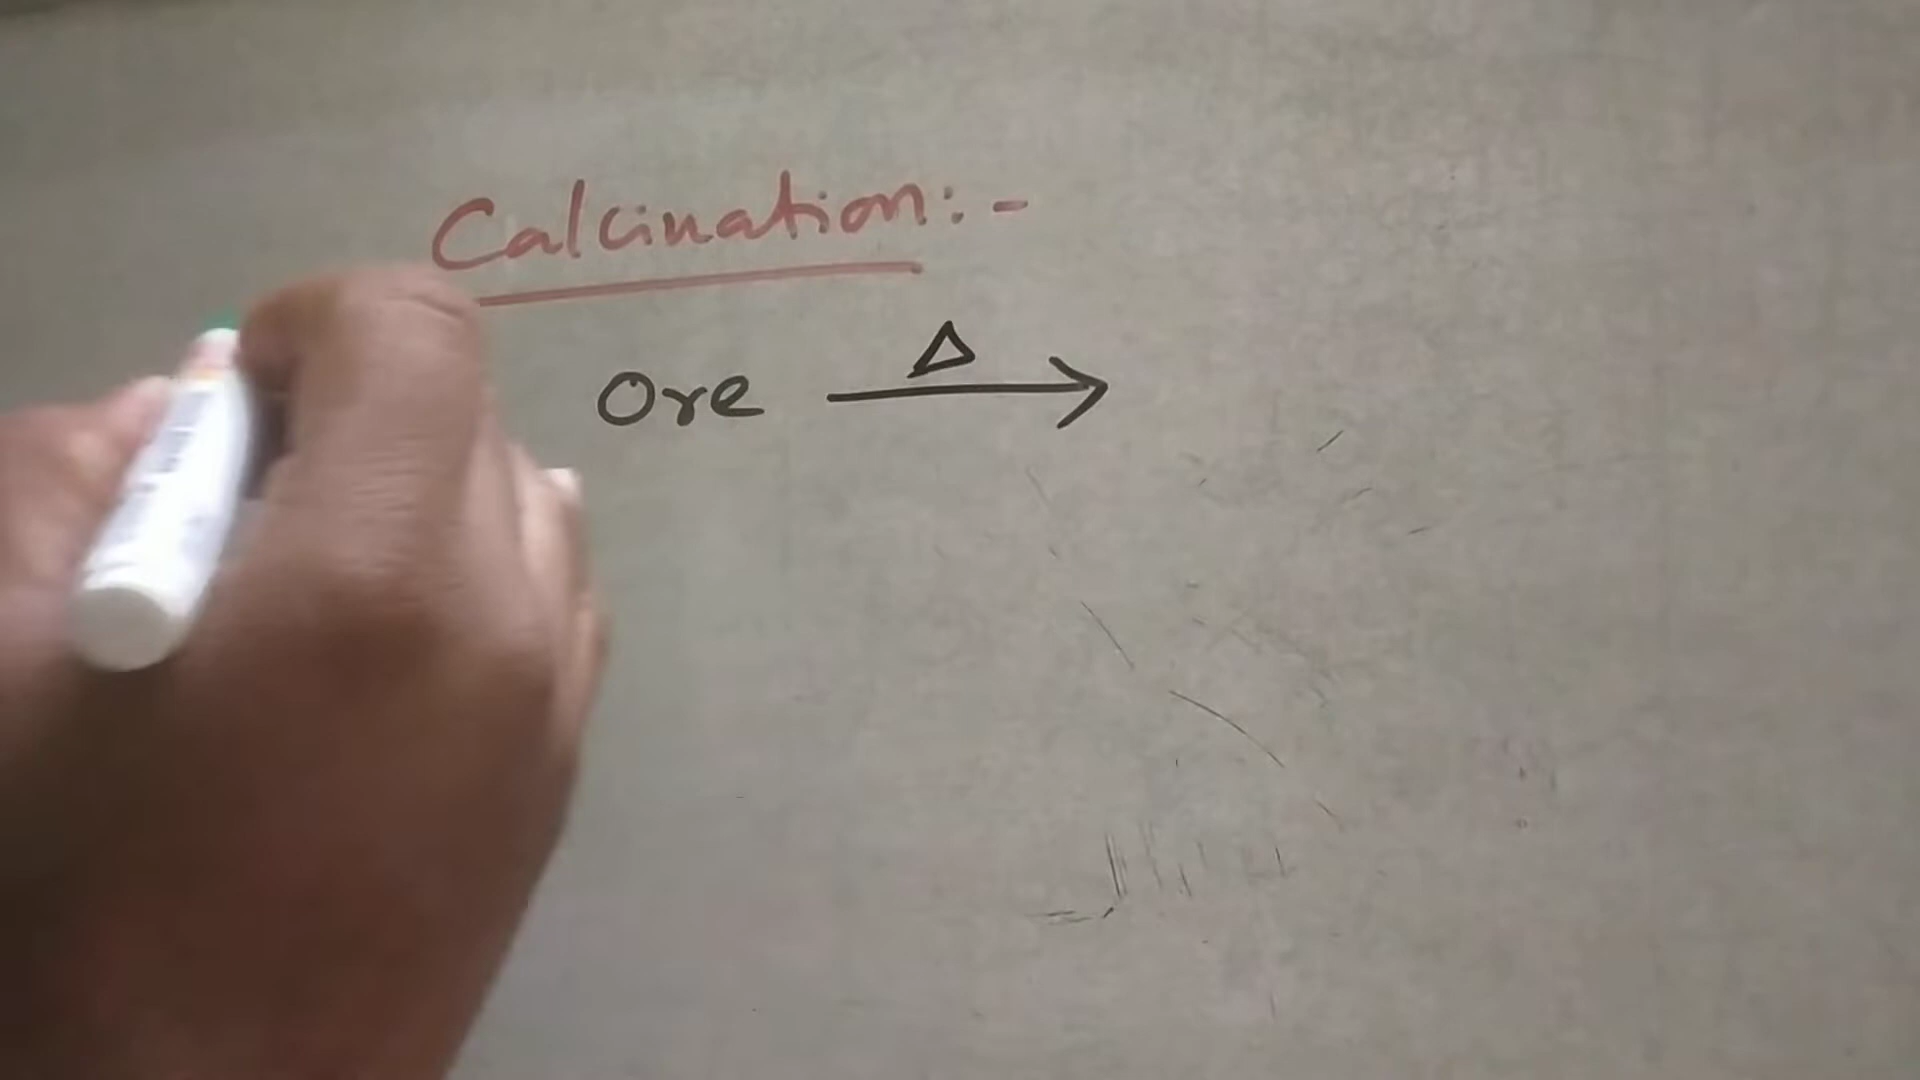 Calcination:-
Ore △ →